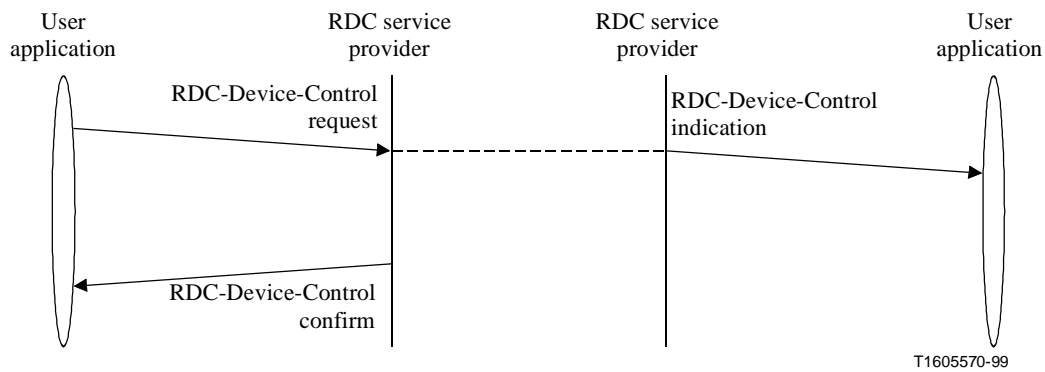 User
application
RDC service
provider
RDC service
provider
User
application
RDC-Device-Control
request
RDC-Device-Control
indication
RDC-Device-Control
confirm
T1605570-99